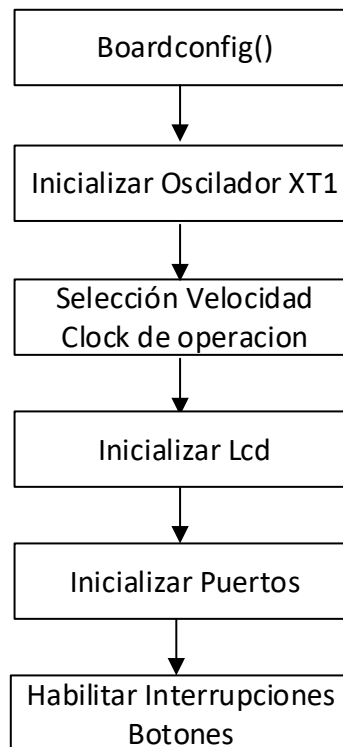 Boardconfig()
Inicializar Oscilador XT1
Selección Velocidad
Clock de operacion
Inicializar Lcd
Inicializar Puertos
Habilitar Interrupciones
Botones